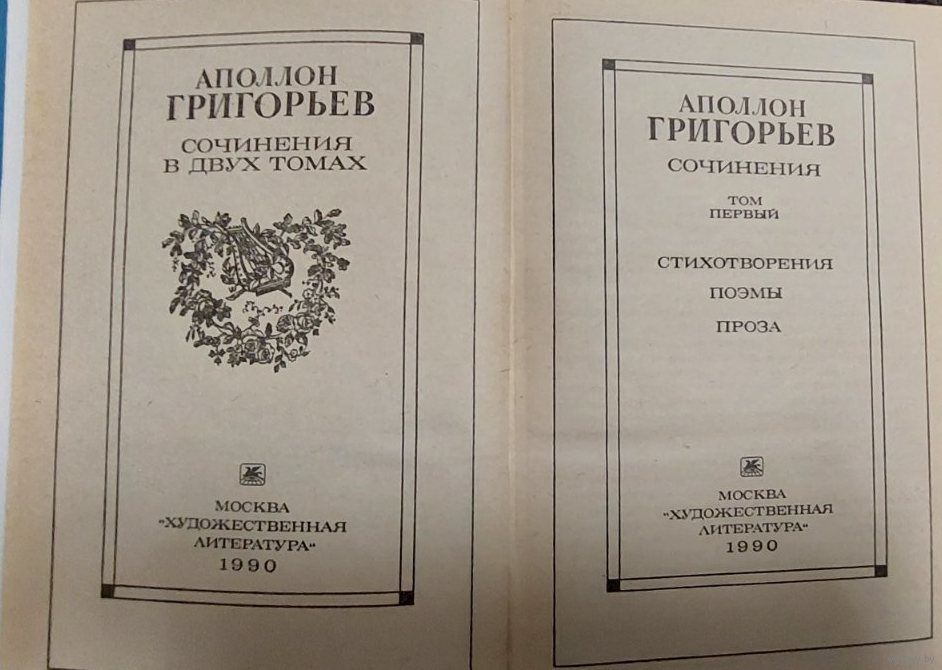 АПОЛЛОН
ГРИГОРЬЕВ
СОЧИНЕНИЯ
В ДВУХ ТОМАХ
МОСКВА
"ХУДОЖЕСТВЕННАЯ
ЛИТЕРАТУРА"
1990
АПОЛЛОН
ГРИГОРЬЕВ
СОЧИНЕНИЯ
ТОМ
ПЕРВЫЙ
СТИХОТВОРЕНИЯ
ПОЭМЫ
ПРОЗА
МОСКВА
"ХУДОЖЕСТВЕННАЯ
ЛИТЕРАТУРА"
1990